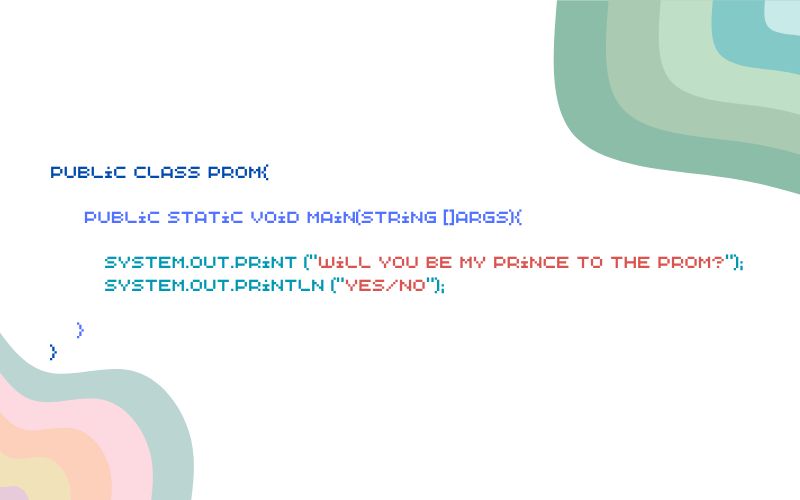 PUBLiC CLASS PROM{
PUBLiC STATiC VOiD MAiN(STRiNG []ARGS){
SYSTEM.OUT.PRiNT ("WiLL YOU BE MY PRiNCE TO THE PROM?");
SYSTEM.OUT.PRiNTLN ("YES/NO");
}
}